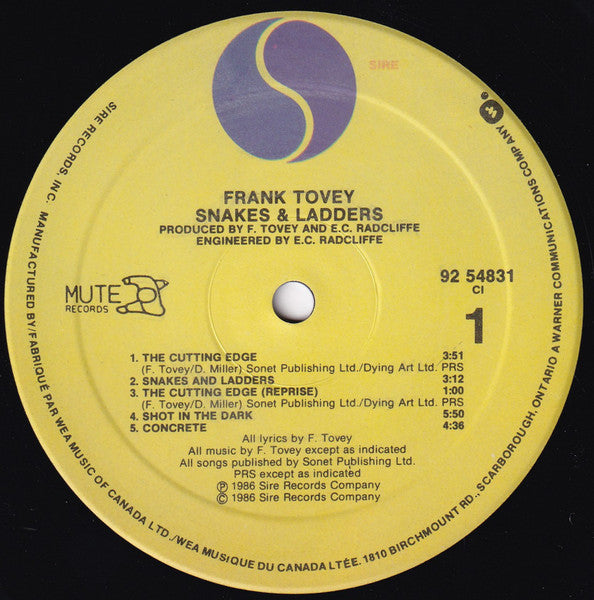 SIRE
FRANK TOVEY
SNAKES & LADDERS
PRODUCED BY F. TOVEY AND E.C. RADCLIFFE
ENGINEERED BY E.C. RADCLIFFE
MUTE
RECORDS
92 54831
CI
1
1. THE CUTTING EDGE 3:51
(F. Tovey/D. Miller) Sonet Publishing Ltd./Dying Art Ltd. PRS
2. SNAKES AND LADDERS 3:12
3. THE CUTTING EDGE (REPRISE) 1:00
(F. Tovey/D. Miller) Sonet Publishing Ltd./Dying Art Ltd. PRS
4. SHOT IN THE DARK 5:50
5. CONCRETE 4:36
All lyrics by F. Tovey
All music by F. Tovey except as indicated
All songs published by Sonet Publishing Ltd.
PRS except as indicated
Ⓟ 1986 Sire Records Company
© 1986 Sire Records Company
SIRE RECORDS, INC. MANUFACTURED BY/FABRIQUÉ PAR WEA MUSIC OF CANADA LTD./WEA MUSIQUE DU CANADA LTÉE. 1810 BIRCHMOUNT RD., SCARBOROUGH, ONTARIO A WARNER COMMUNICATIONS COMPANY